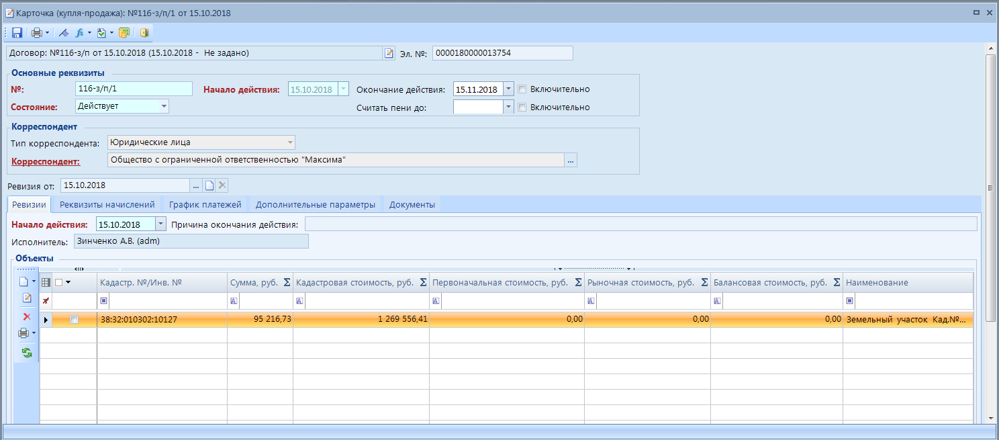 Карточка (купля-продажа): №116-з/п/1 от 15.10.2018
Договор: №116-з/п от 15.10.2018 (15.10.2018 - Не задано) Эл. №: 0000180000013754
Основные реквизиты
№: 116-з/п/1 Начало действия: 15.10.2018 Окончание действия: 15.11.2018 Включительно
Состояние: Действует Считать пени до: Включительно
Корреспондент
Тип корреспондента: Юридические лица
Корреспондент: Общество с ограниченной ответственностью "Максима" ...
Ревизия от: 15.10.2018 ...
Ревизии Реквизиты начислений График платежей Дополнительные параметры Документы
Начало действия: 15.10.2018 Причина окончания действия:
Исполнитель: Зинченко А.В. (adm)
Объекты
Кадастр. №/Инв. № Сумма, руб. Σ Кадастровая стоимость, руб. Σ Первоначальная стоимость, руб. Σ Рыночная стоимость, руб. Σ Балансовая стоимость, руб. Σ Наименование
38:32:010302:10127 95 216,73 1 269 556,41 0,00 0,00 0,00 Земельный участок Кад.№...